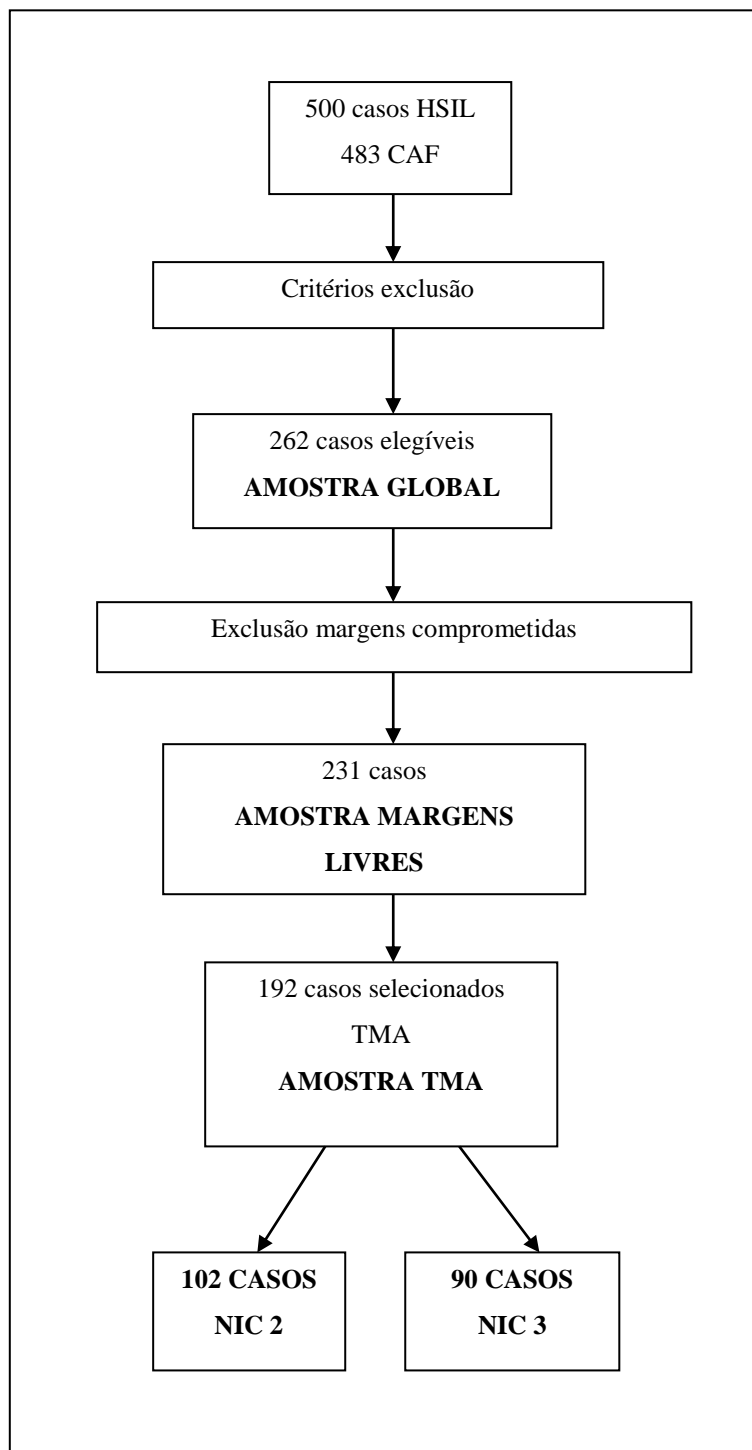 500 casos HSIL
483 CAF
Critérios exclusão
262 casos elegíveis
AMOSTRA GLOBAL
Exclusão margens comprometidas
231 casos
AMOSTRA MARGENS
LIVRES
192 casos selecionados
TMA
AMOSTRA TMA
102 CASOS
NIC 2
90 CASOS
NIC 3